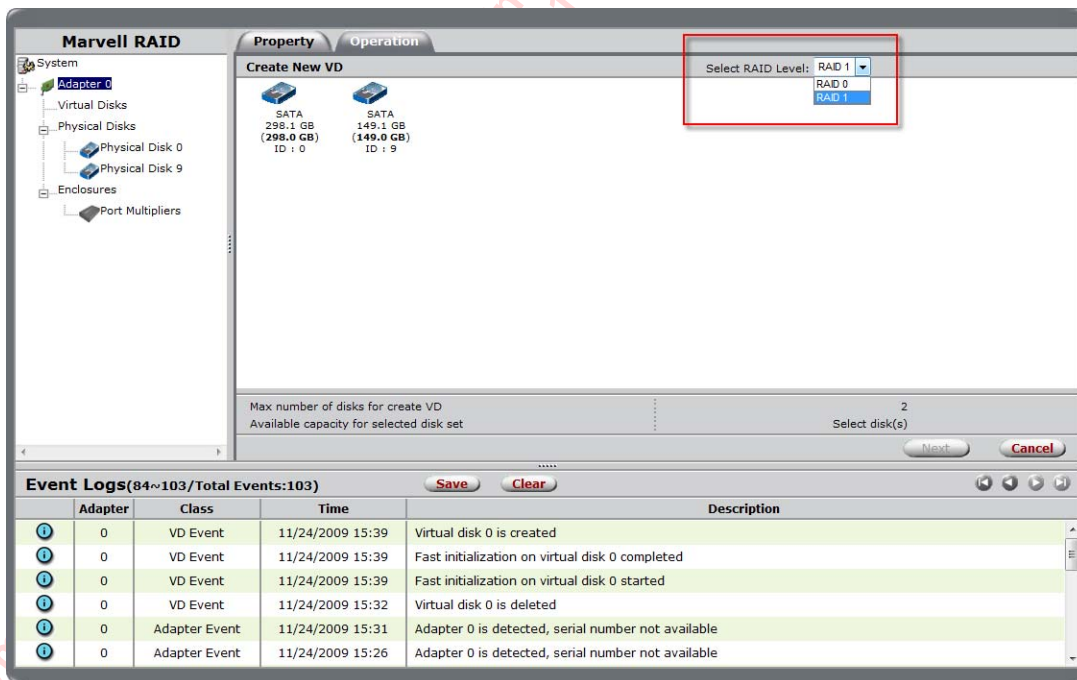 Marvell RAID
System
Adapter 0
Virtual Disks
Physical Disks
Physical Disk 0
Physical Disk 9
Enclosures
Port Multipliers
Property Operation
Create New VD
Select RAID Level: RAID 1
RAID 0
RAID 1
SATA SATA
298.1 GB 149.1 GB
(298.0 GB) (149.0 GB)
ID : 0 ID : 9
Max number of disks for create VD 2
Available capacity for selected disk set Select disk(s)
Next Cancel
Event Logs(84~103/Total Events:103) Save Clear
Adapter Class Time Description
0 VD Event 11/24/2009 15:39 Virtual disk 0 is created
0 VD Event 11/24/2009 15:39 Fast initialization on virtual disk 0 completed
0 VD Event 11/24/2009 15:39 Fast initialization on virtual disk 0 started
0 VD Event 11/24/2009 15:32 Virtual disk 0 is deleted
0 Adapter Event 11/24/2009 15:31 Adapter 0 is detected, serial number not available
0 Adapter Event 11/24/2009 15:26 Adapter 0 is detected, serial number not available